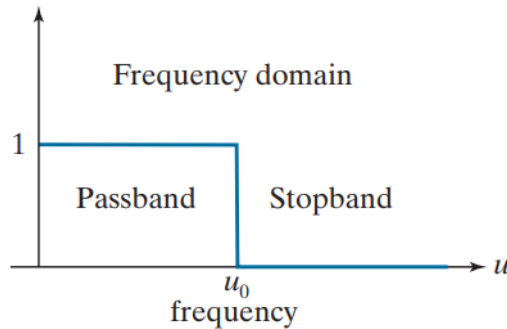 Frequency domain
1
Passband
Stopband
u
u₀
frequency